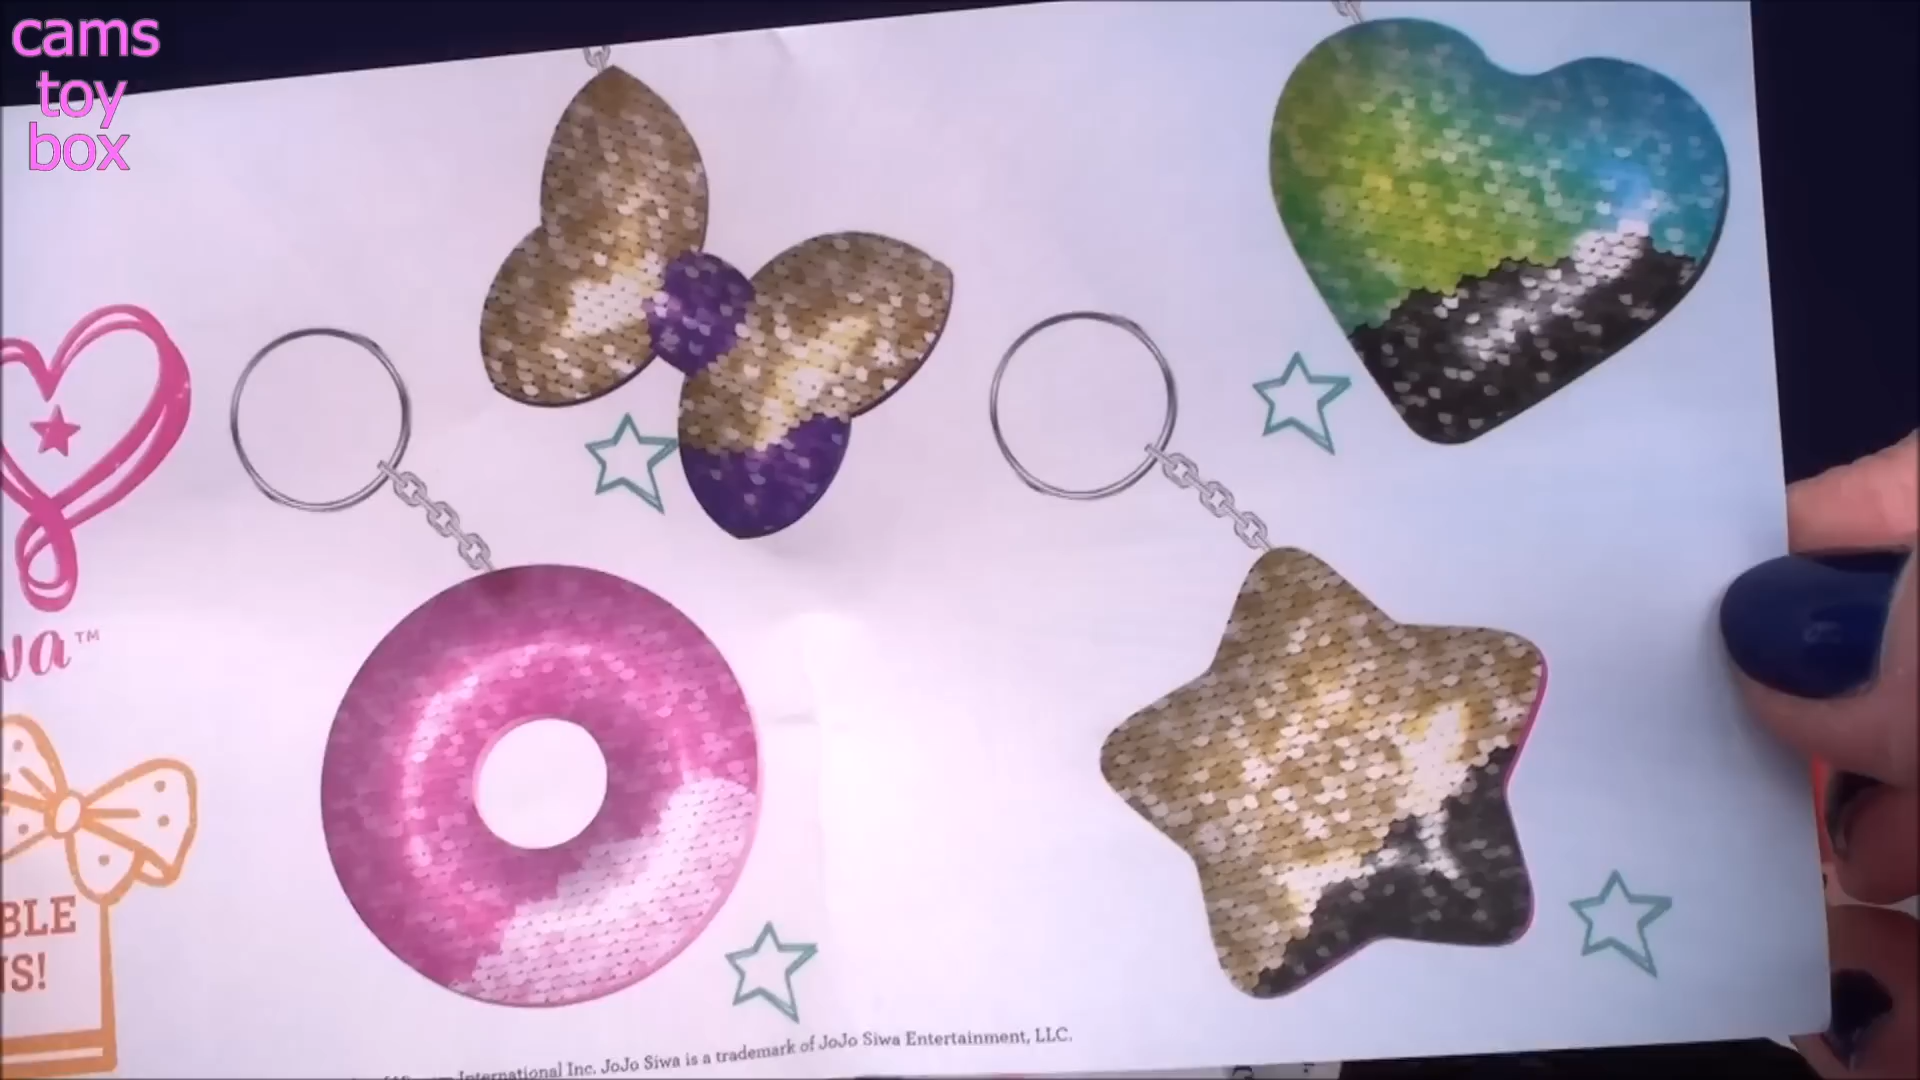 cams
toy
box
wa™
BLE
S!
International Inc. JoJo Siwa is a trademark of JoJo Siwa Entertainment, LLC.